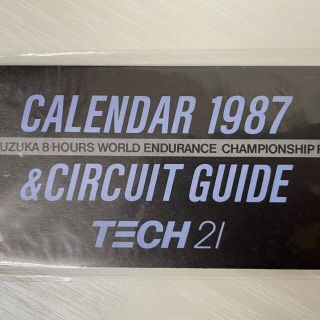 CALENDAR 1987
UZUKA 8-HOURS WORLD ENDURANCE CHAMPIONSHIP
&CIRCUIT GUIDE
TECH 21